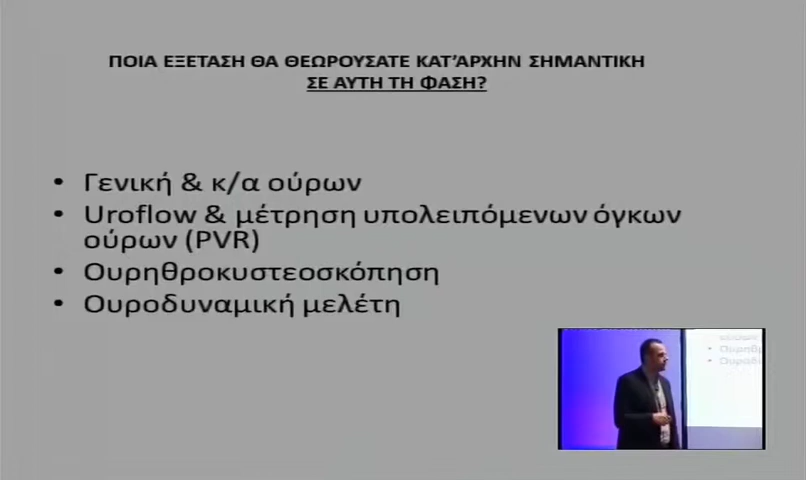 ΠΟΙΑ ΕΞΕΤΑΣΗ ΘΑ ΘΕΩΡΟΥΣΑΤΕ ΚΑΤ'ΆΡΧΗΝ ΣΗΜΑΝΤΙΚΗ
ΣΕ ΑΥΤΗ ΤΗ ΦΑΣΗ?
• Γενική & κ/α ούρων
• Uroflow & μέτρηση υπολειπόμενων όγκων
ούρων (PVR)
• Ουρηθροκυστεοσκόπηση
• Ουροδυναμική μελέτη